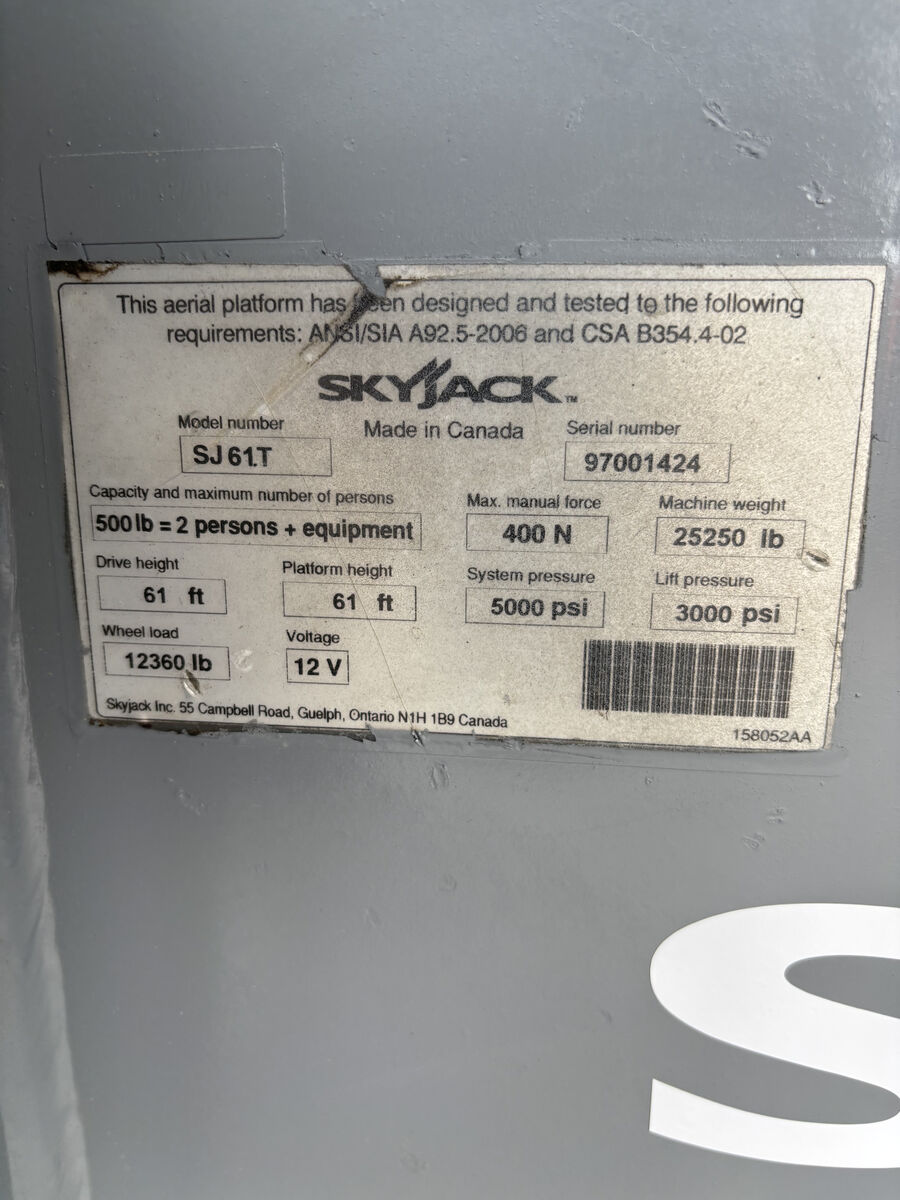 This aerial platform has been designed and tested to the following
requirements: ANSI/SIA A92.5-2006 and CSA B354.4-02
SKYJACK™
Model number
Made in Canada
Serial number
SJ 61.T
97001424
Capacity and maximum number of persons
Max. manual force
Machine weight
500 lb = 2 persons + equipment
400 N
25250 lb
Drive height
Platform height
System pressure
Lift pressure
61 ft
61 ft
5000 psi
3000 psi
Wheel load
Voltage
12360 lb
12 V
Skyjack Inc. 55 Campbell Road, Guelph, Ontario N1H 1B9 Canada
158052AA
S